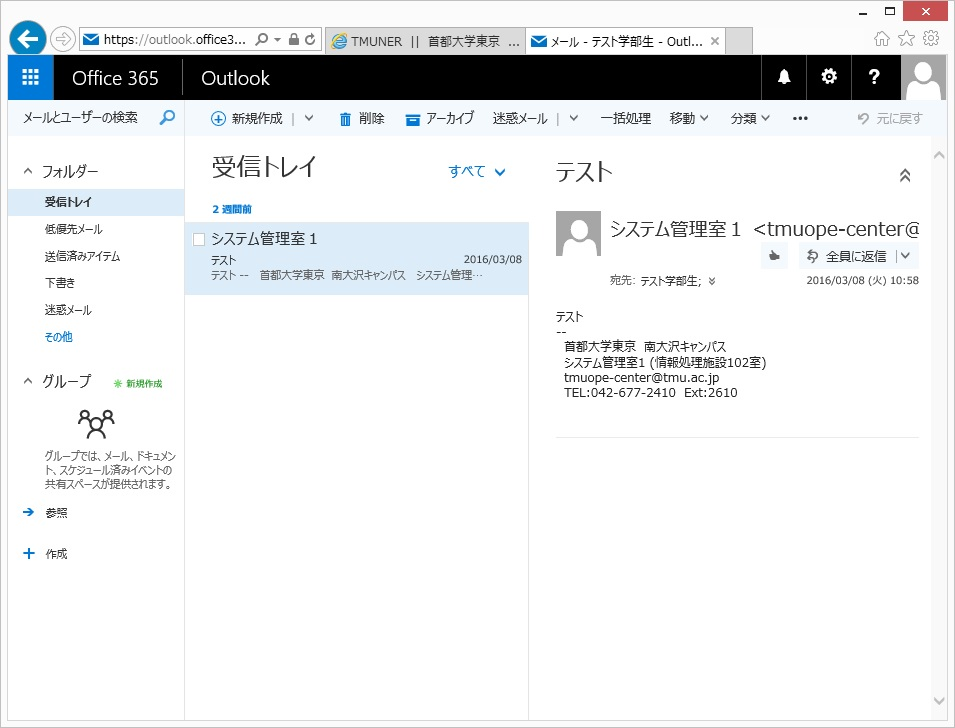 https://outlook.office3...
TMUNER || 首都大学東京 ...
メール - テスト学部生 - Outl...
Office 365
Outlook
?
メールとユーザーの検索
新規作成
削除
アーカイブ
迷惑メール
一括処理
移動
分類
元に戻す
フォルダー
受信トレイ
低優先メール
送信済みアイテム
下書き
迷惑メール
その他
グループ
新規作成
グループでは、メール、ドキュメン
ト、スケジュール済みイベントの
共有スペースが提供されます。
参照
作成
受信トレイ
すべて
2 週間前
システム管理室 1
テスト
2016/03/08
テスト -- 首都大学東京 南大沢キャンパス システム管理…
テスト
システム管理室 1 <tmuope-center@
全員に返信
宛先: テスト学部生;
2016/03/08 (火) 10:58
テスト
--
首都大学東京 南大沢キャンパス
システム管理室1 (情報処理施設102室)
tmuope-center@tmu.ac.jp
TEL:042-677-2410 Ext:2610